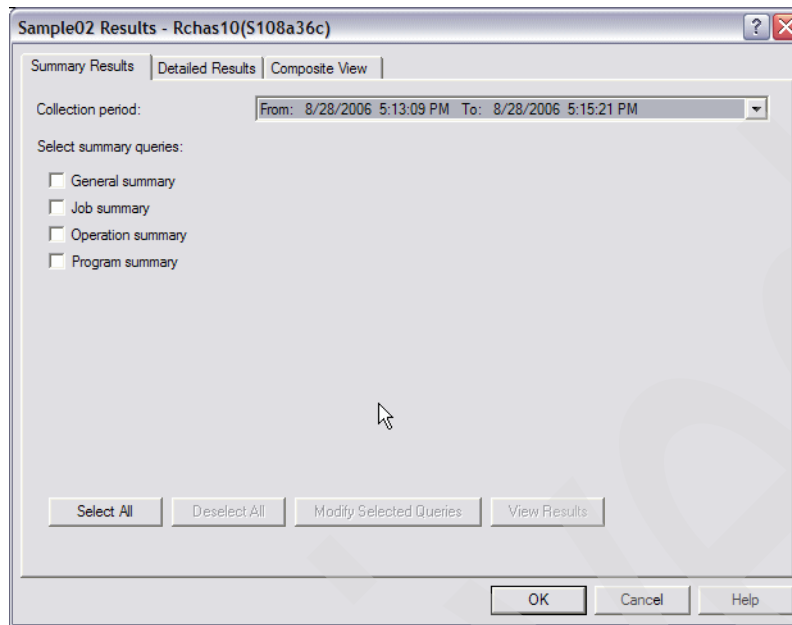 Sample02 Results - Rchas10(S108a36c)
Summary Results Detailed Results Composite View
Collection period: From: 8/28/2006 5:13:09 PM To: 8/28/2006 5:15:21 PM
Select summary queries:
General summary
Job summary
Operation summary
Program summary
Select All Deselect All Modify Selected Queries View Results
OK Cancel Help